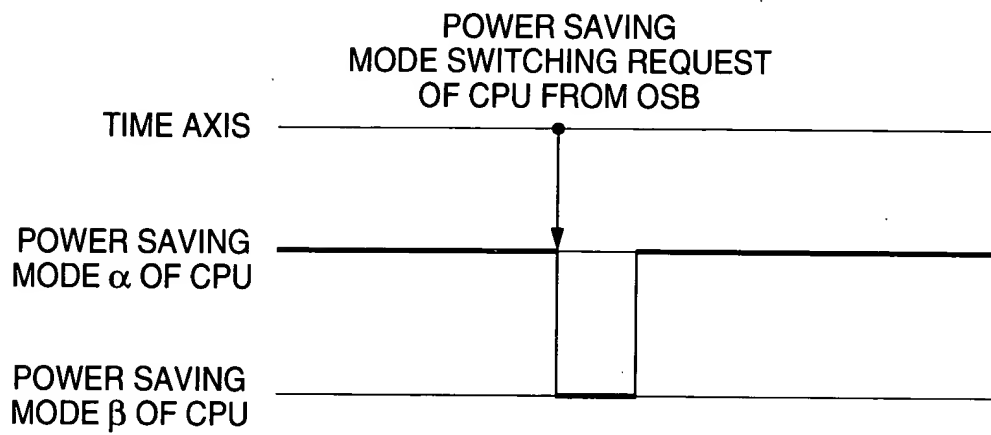 POWER SAVING
MODE SWITCHING REQUEST
OF CPU FROM OSB
TIME AXIS
POWER SAVING
MODE α OF CPU
POWER SAVING
MODE β OF CPU